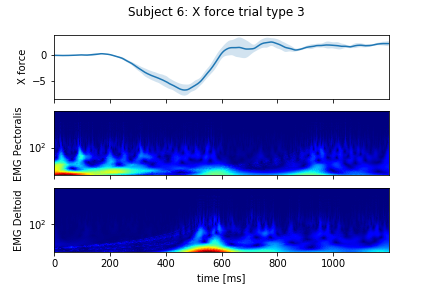 Subject 6: X force trial type 3
X force
0
−5
EMG Pectoralis
10²
EMG Deltoid
10²
0 200 400 600 800 1000
time [ms]